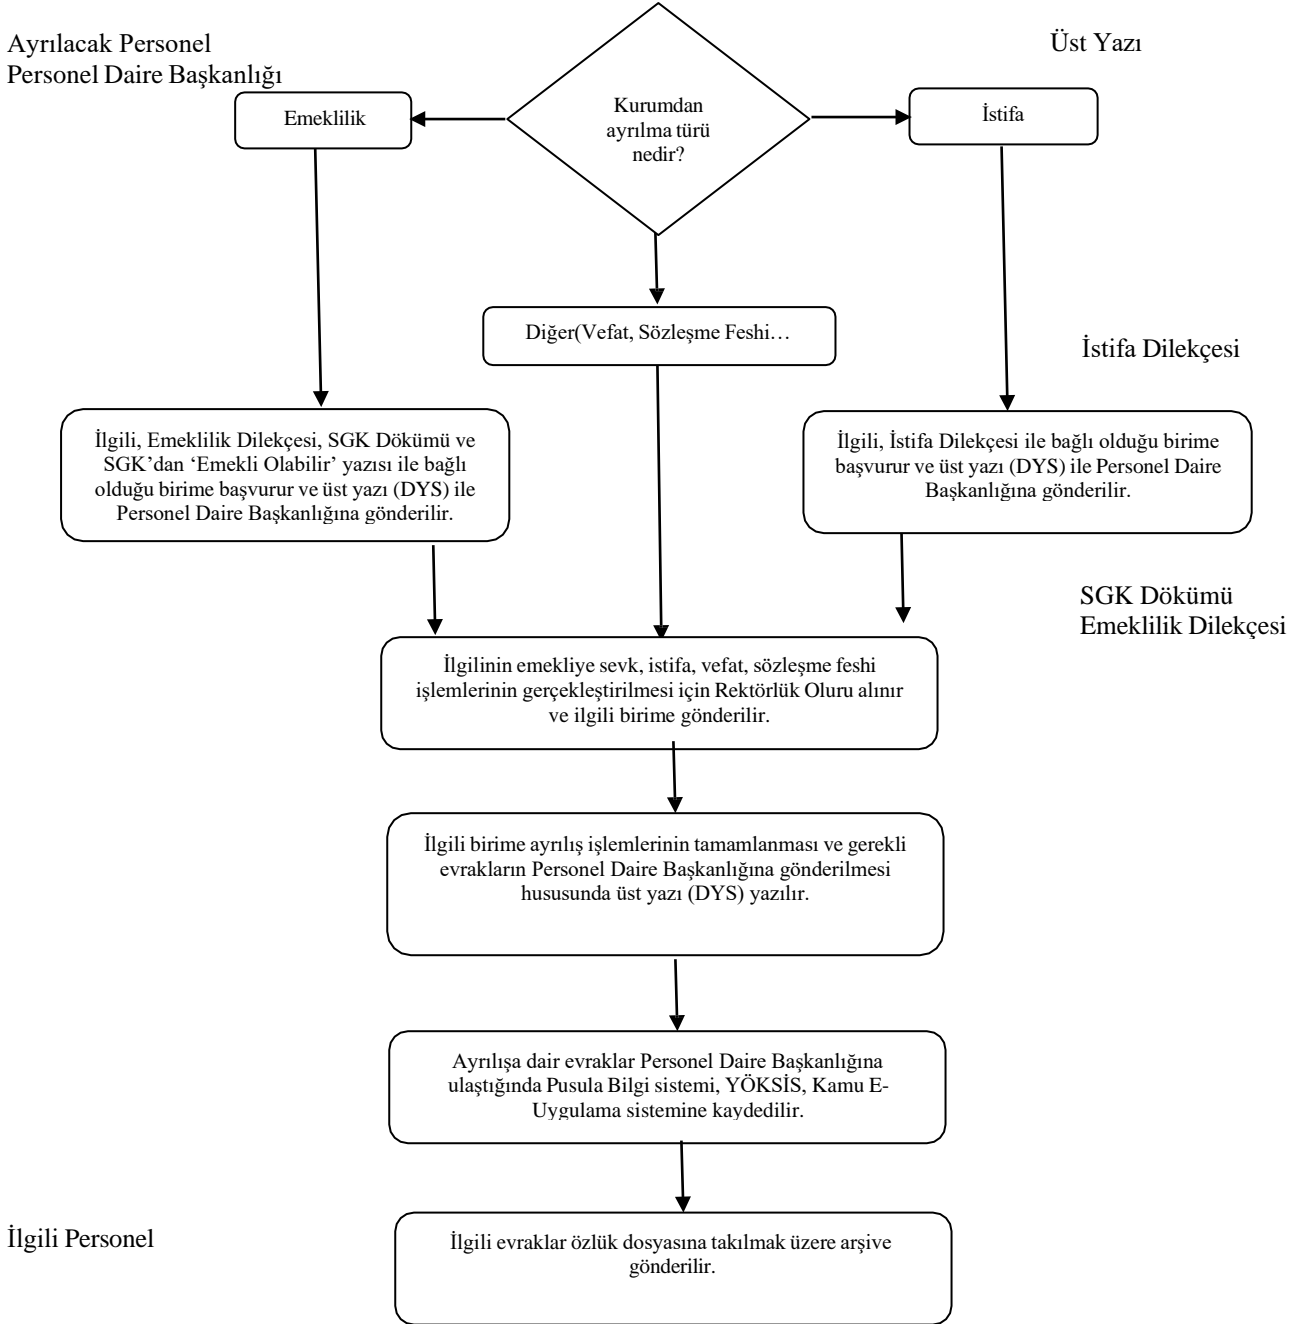 Ayrılacak Personel
Personel Daire Başkanlığı
Üst Yazı
Emeklilik
Kurumdan
ayrılma türü
nedir?
İstifa
Diğer(Vefat, Sözleşme Feshi…
İstifa Dilekçesi
İlgili, Emeklilik Dilekçesi, SGK Dökümü ve
SGK’dan ‘Emekli Olabilir’ yazısı ile bağlı
olduğu birime başvurur ve üst yazı (DYS) ile
Personel Daire Başkanlığına gönderilir.
İlgili, İstifa Dilekçesi ile bağlı olduğu birime
başvurur ve üst yazı (DYS) ile Personel Daire
Başkanlığına gönderilir.
SGK Dökümü
Emeklilik Dilekçesi
İlgilinin emekliye sevk, istifa, vefat, sözleşme feshi
işlemlerinin gerçekleştirilmesi için Rektörlük Oluru alınır
ve ilgili birime gönderilir.
İlgili birime ayrılış işlemlerinin tamamlanması ve gerekli
evrakların Personel Daire Başkanlığına gönderilmesi
hususunda üst yazı (DYS) yazılır.
Ayrılışa dair evraklar Personel Daire Başkanlığına
ulaştığında Pusula Bilgi sistemi, YÖKSİS, Kamu E-
Uygulama sistemine kaydedilir.
İlgili Personel
İlgili evraklar özlük dosyasına takılmak üzere arşive
gönderilir.